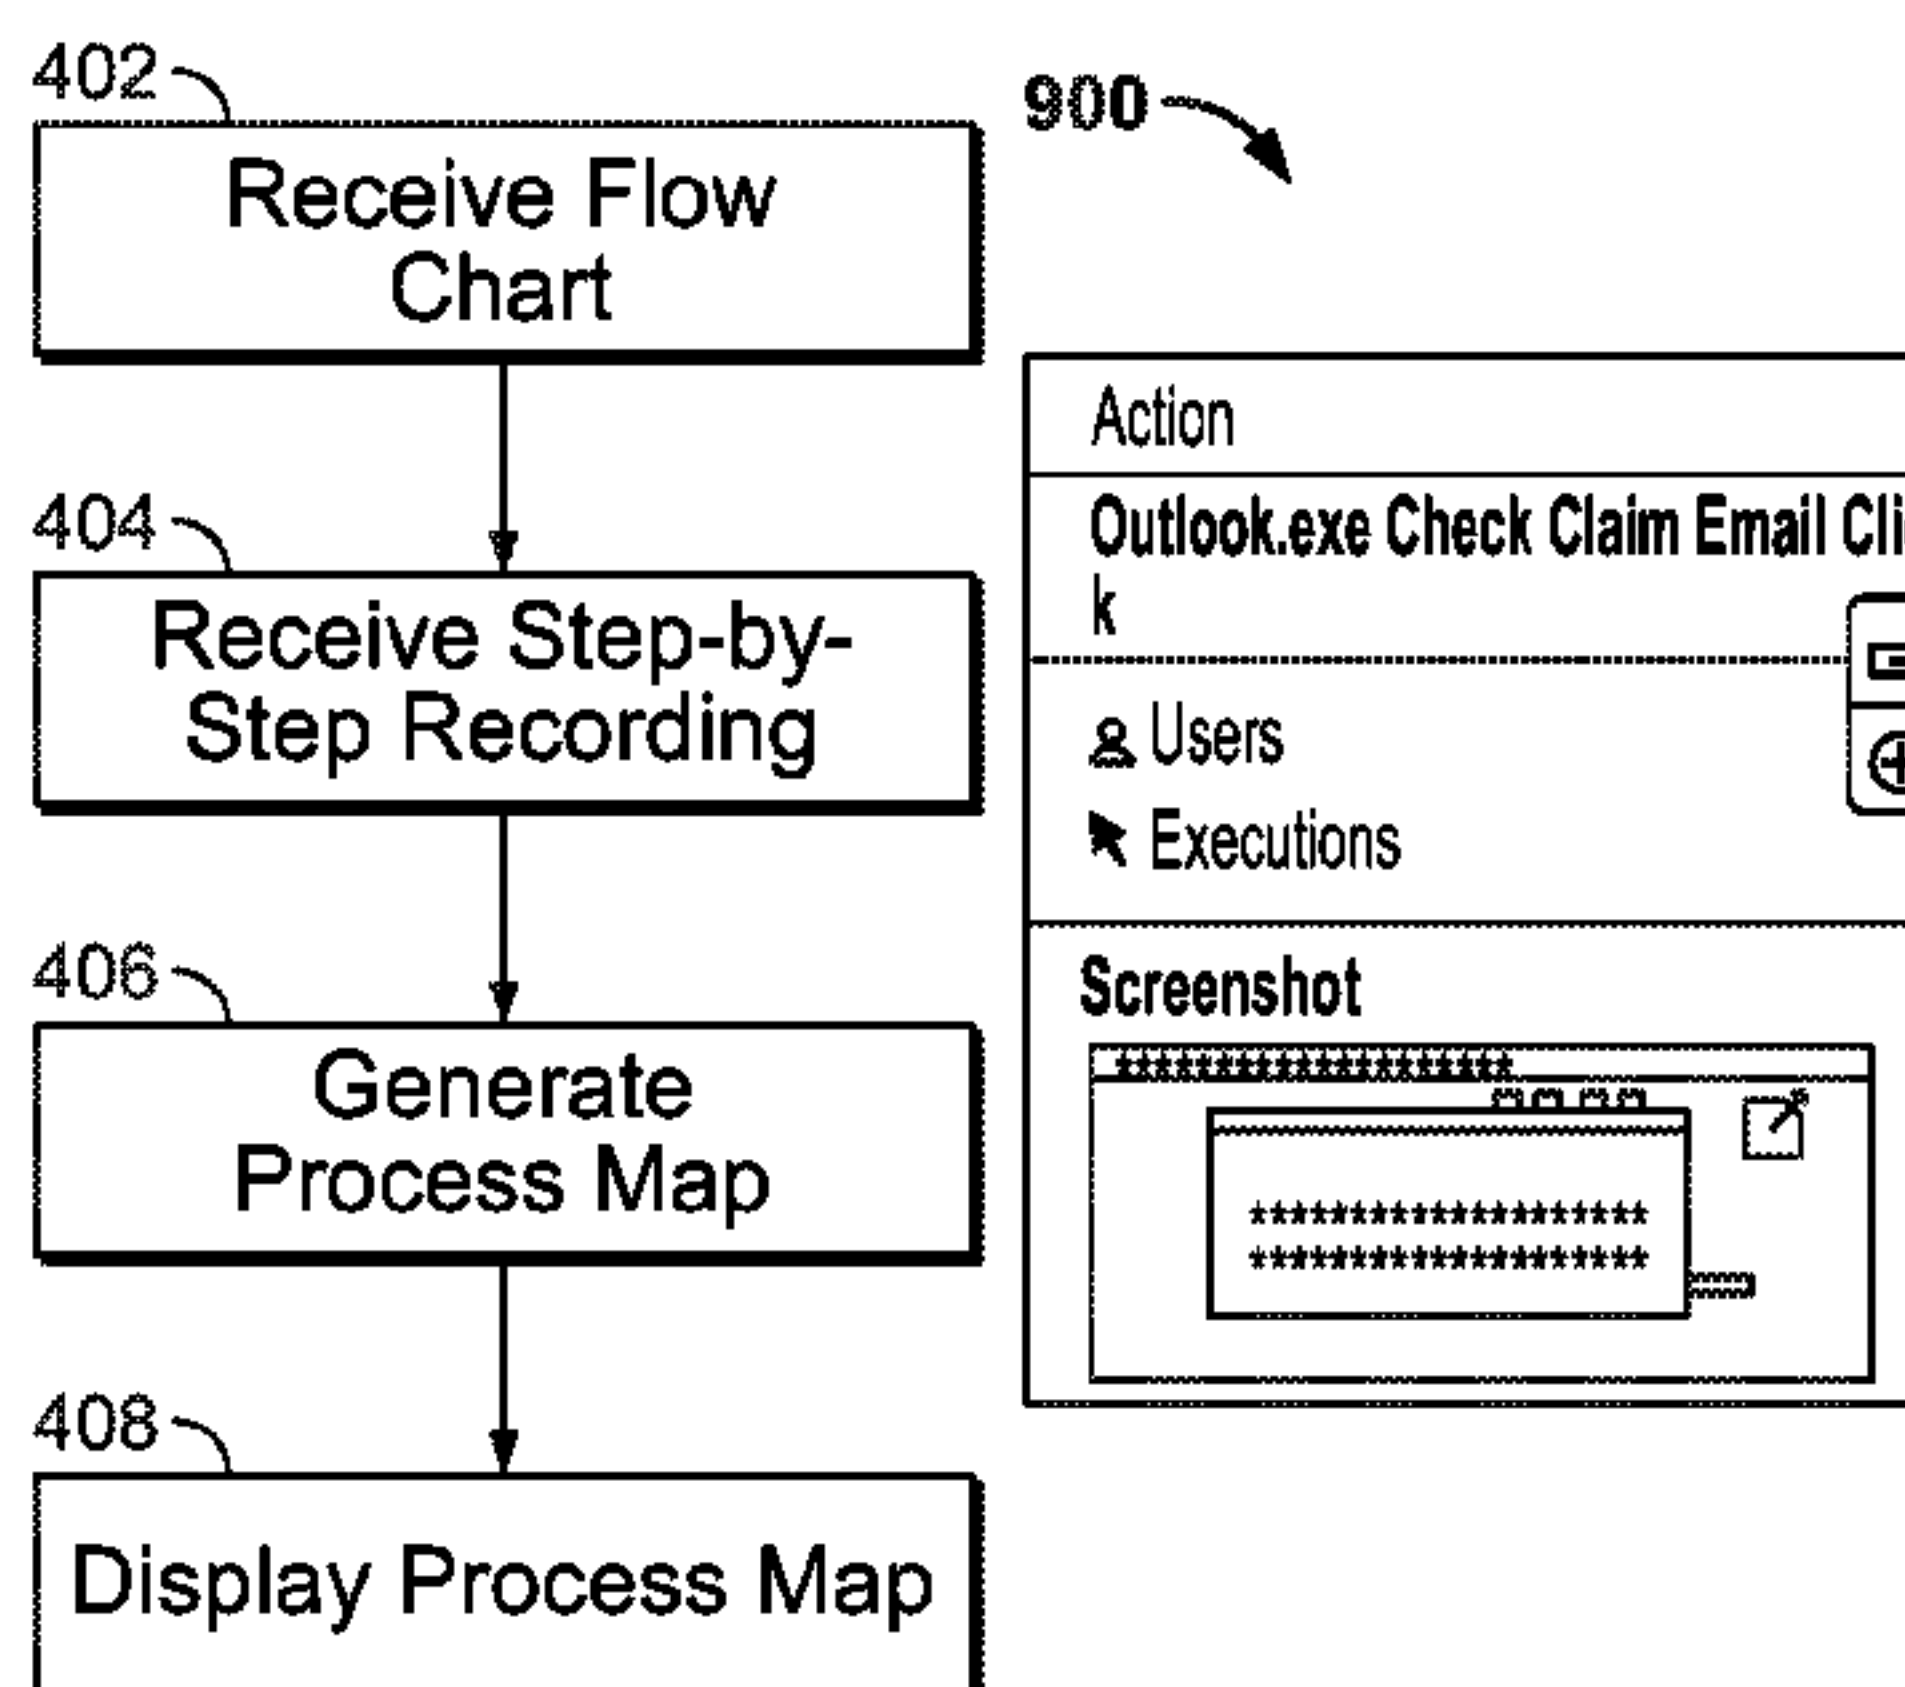 402
Receive Flow
Chart
404
Receive Step-by-
Step Recording
406
Generate
Process Map
408
Display Process Map
900
Action
Outlook.exe Check Claim Email Cli
k
Users
Executions
Screenshot
********************
********************
********************